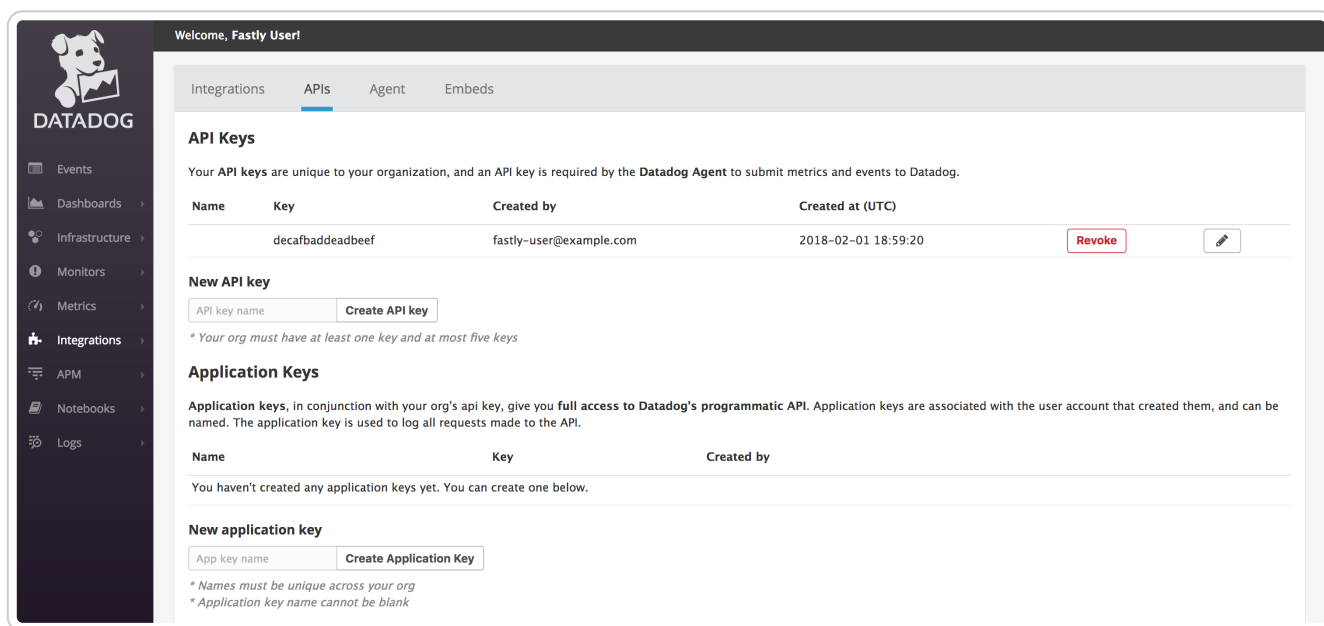 DATADOG
Events
Dashboards
Infrastructure
Monitors
Metrics
Integrations
APM
Notebooks
Logs
Welcome, Fastly User!
Integrations APIs Agent Embeds
API Keys
Your API keys are unique to your organization, and an API key is required by the Datadog Agent to submit metrics and events to Datadog.
Name Key Created by Created at (UTC)
decafbaddeadbeef fastly-user@example.com 2018-02-01 18:59:20 Revoke
New API key
API key name Create API key
* Your org must have at least one key and at most five keys
Application Keys
Application keys, in conjunction with your org's api key, give you full access to Datadog's programmatic API. Application keys are associated with the user account that created them, and can be
named. The application key is used to log all requests made to the API.
Name Key Created by
You haven't created any application keys yet. You can create one below.
New application key
App key name Create Application Key
* Names must be unique across your org
* Application key name cannot be blank